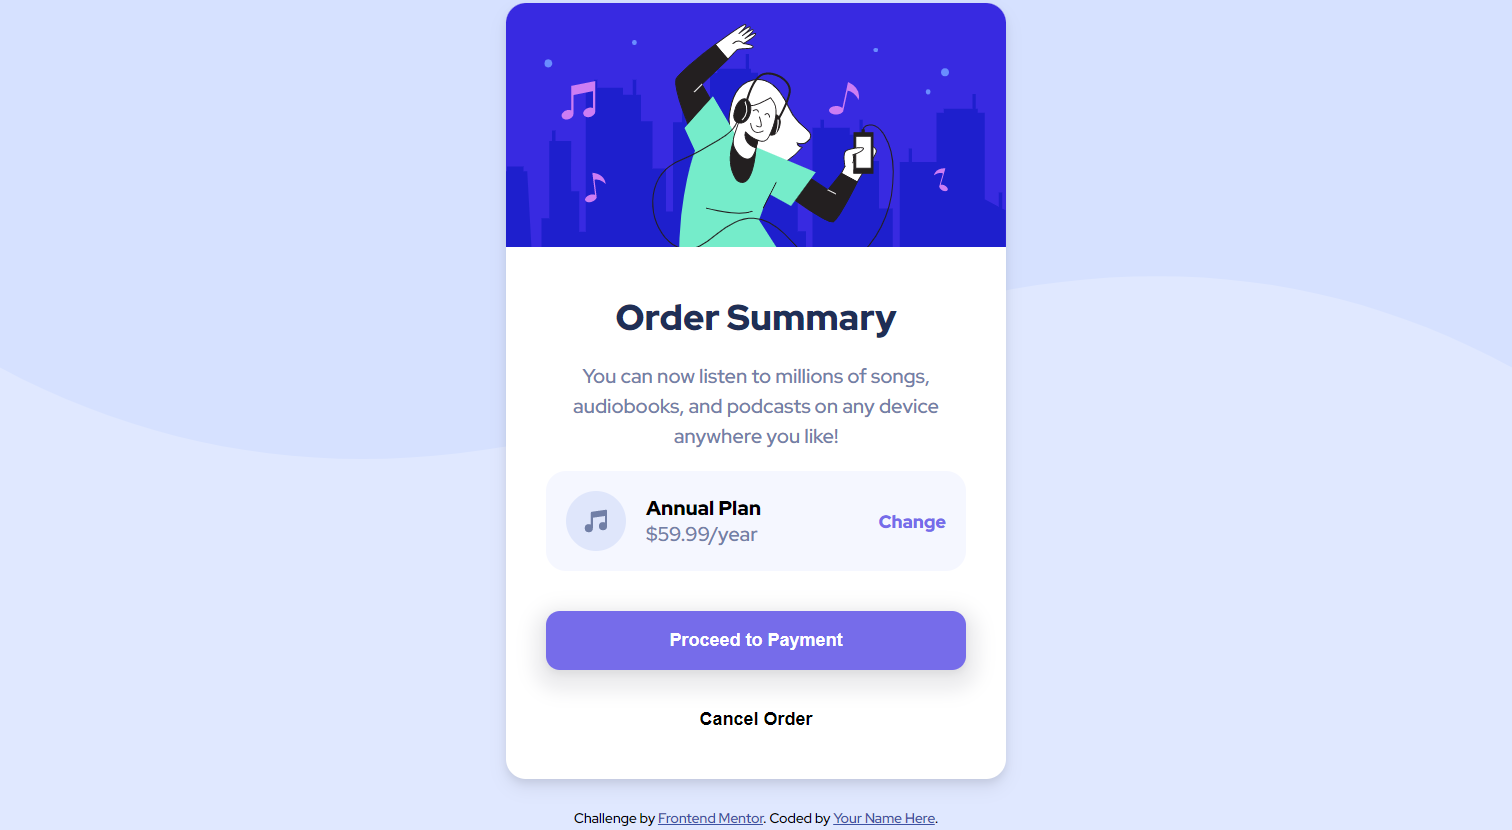 Order Summary
You can now listen to millions of songs,
audiobooks, and podcasts on any device
anywhere you like!
Annual Plan
$59.99/year
Change
Proceed to Payment
Cancel Order
Challenge by Frontend Mentor. Coded by Your Name Here.